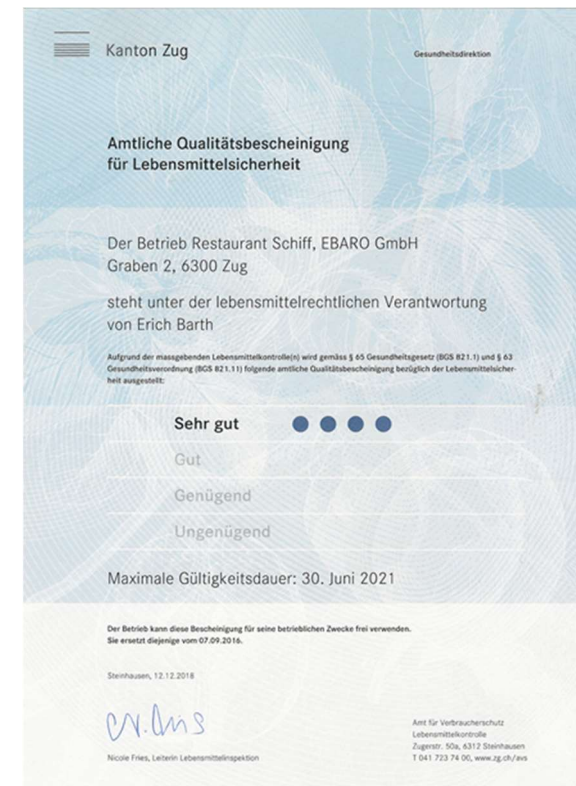 Kanton Zug
Gesundheitsdirektion
Amtliche Qualitätsbescheinigung
für Lebensmittelsicherheit
Der Betrieb Restaurant Schiff, EBARO GmbH
Graben 2, 6300 Zug
steht unter der lebensmittelrechtlichen Verantwortung
von Erich Barth
Aufgrund der massgebenden Lebensmittelkontrolle(n) wird gemäss § 65 Gesundheitsgesetz (BGS 821.1) und § 63
Gesundheitsverordnung (BGS 821.11) folgende amtliche Qualitätsbescheinigung bezüglich der Lebensmittelsicher-
heit ausgestellt:
Sehr gut
Gut
Genügend
Ungenügend
Maximale Gültigkeitsdauer: 30. Juni 2021
Der Betrieb kann diese Bescheinigung für seine betrieblichen Zwecke frei verwenden.
Sie ersetzt diejenige vom 07.09.2016.
Steinhausen, 12.12.2018
Nicole Fries, Leiterin Lebensmittelinspektion
Amt für Verbraucherschutz
Lebensmittelkontrolle
Zugerstr. 50a, 6312 Steinhausen
T 041 723 74 00, www.zg.ch/avs